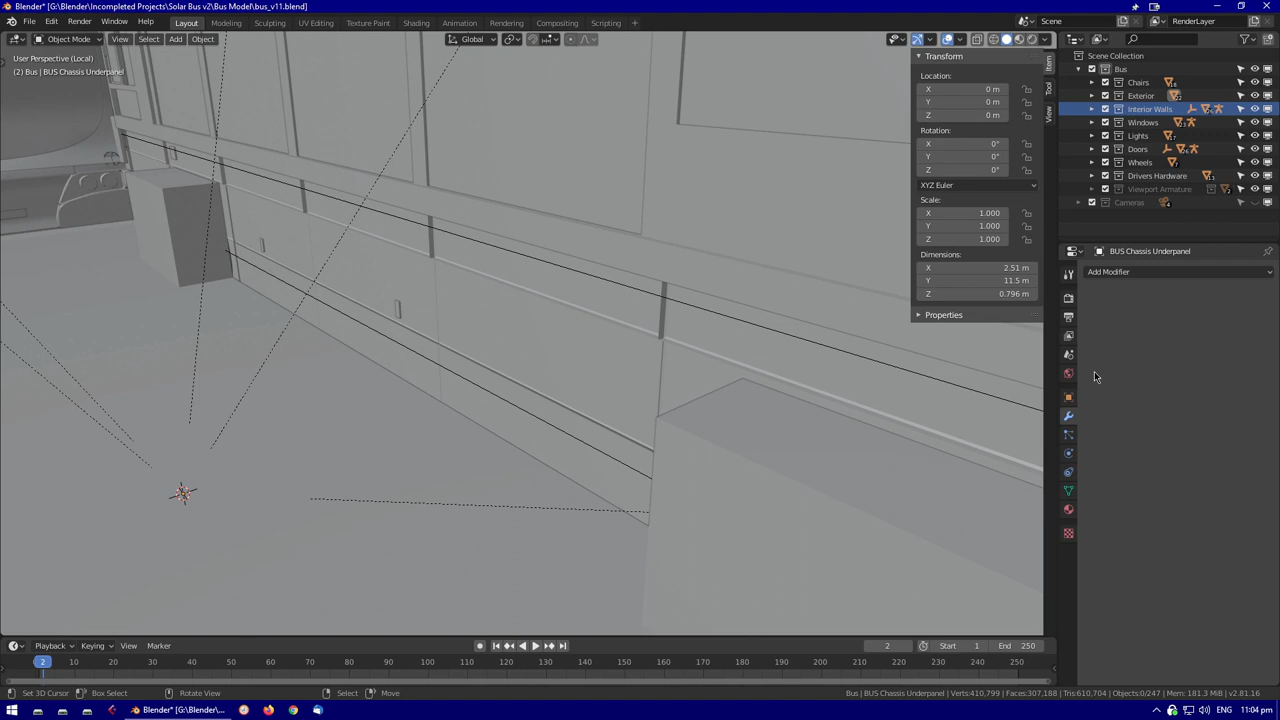 Blender* [G:\Blender\Incompleted Projects\Solar Bus v2\Bus Model\bus_v11.blend]
File Edit Render Window Help Layout Modeling Sculpting UV Editing Texture Paint Shading Animation Rendering Compositing Scripting Scene RenderLayer
Object Mode View Select Add Object Global
User Perspective (Local)
(2) Bus | BUS Chassis Underpanel
Transform
Location:
X 0 m
Y 0 m
Z 0 m
Rotation:
X 0°
Y 0°
Z 0°
XYZ Euler
Scale:
X 1.000
Y 1.000
Z 1.000
Dimensions:
X 2.51 m
Y 11.5 m
Z 0.796 m
Properties
Item
Tool
View
Scene Collection
Bus
Chairs
Exterior
Interior Walls
Windows
Lights
Doors
Wheels
Drivers Hardware
Viewport Armature
Cameras
BUS Chassis Underpanel
Add Modifier
Playback Keying View Marker 2 Start 1 End 250
2 10 20 30 40 50 60 70 80 90 100 110 120 130 140 150 160 170 180 190 200 210 220 230 240 250
Set 3D Cursor Box Select Rotate View Select Move Bus | BUS Chassis Underpanel | Verts:410,799 | Faces:307,188 | Tris:610,704 | Objects:0/247 | Mem: 181.3 MiB | v2.81.16
Blender* [G:\Blender\... ENG 11:04 pm